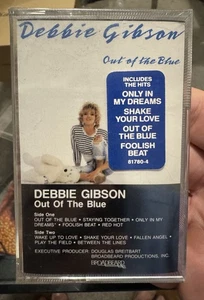 Debbie Gibson
Out of the Blue
INCLUDES
THE HITS
ONLY IN
MY DREAMS
SHAKE
YOUR LOVE
OUT OF
THE BLUE
FOOLISH
BEAT
81780-4
DEBBIE GIBSON
Out Of The Blue
Side One
OUT OF THE BLUE • STAYING TOGETHER • ONLY IN MY
DREAMS • FOOLISH BEAT • RED HOT
Side Two
WAKE UP TO LOVE • SHAKE YOUR LOVE • FALLEN ANGEL •
PLAY THE FIELD • BETWEEN THE LINES
EXECUTIVE PRODUCER: DOUGLAS BREITBART
BROADBEARD PRODUCTIONS, INC.
BROADBEARD